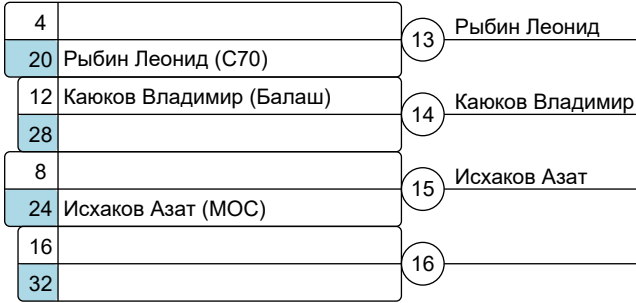 4
13 Рыбин Леонид
20 Рыбин Леонид (С70)
12 Каюков Владимир (Балаш)
14 Каюков Владимир
28
8
15 Исхаков Азат
24 Исхаков Азат (МОС)
16
16
32